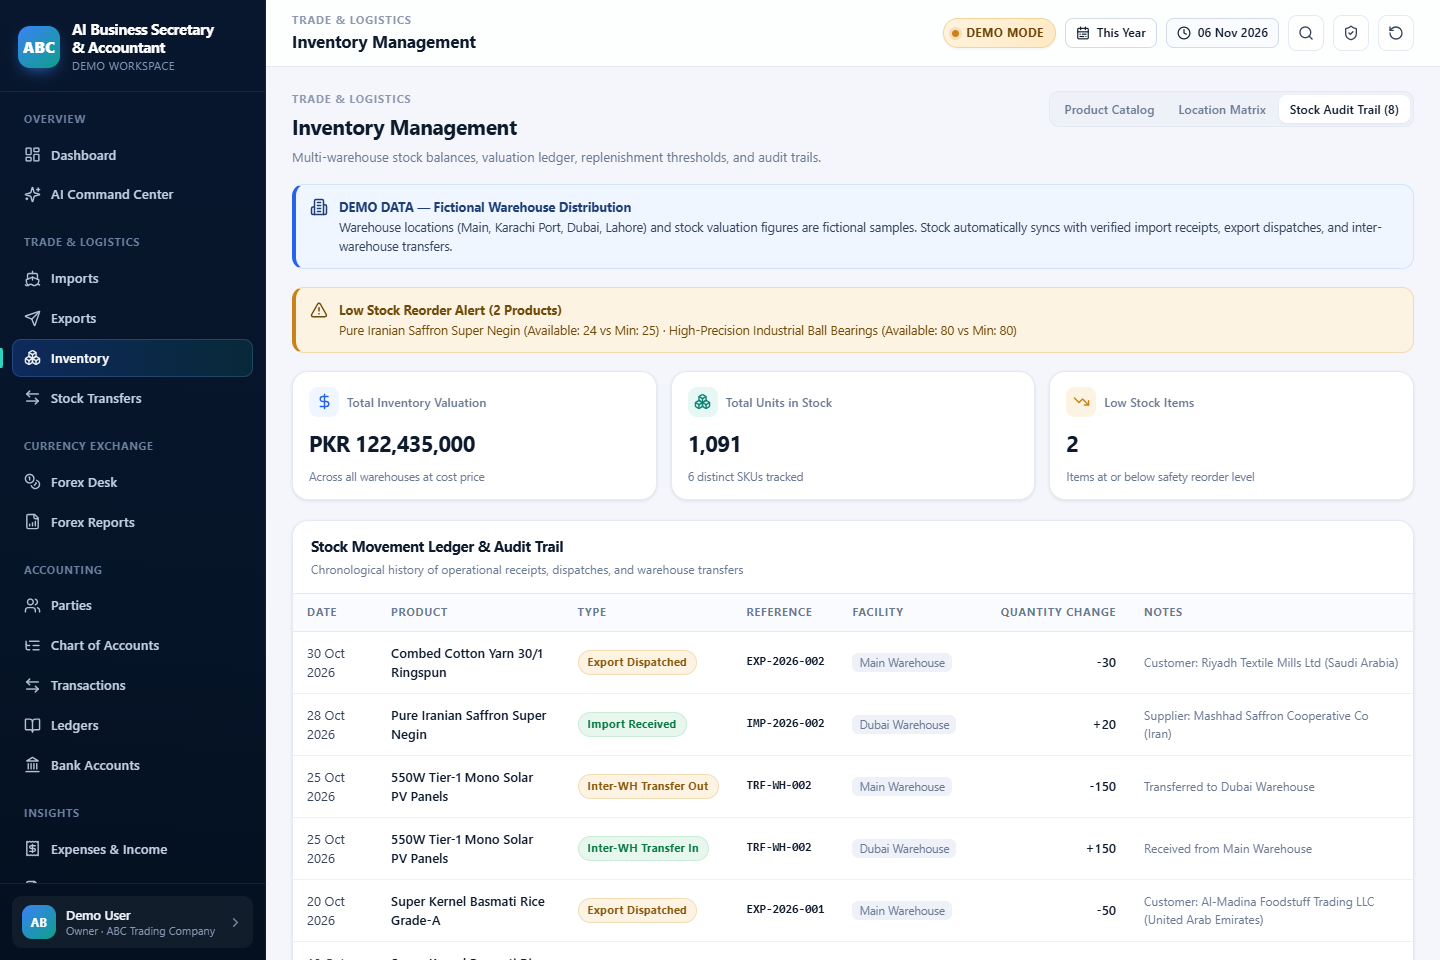 ABC
AI Business Secretary
& Accountant
DEMO WORKSPACE
OVERVIEW
Dashboard
AI Command Center
TRADE & LOGISTICS
Imports
Exports
Inventory
Stock Transfers
CURRENCY EXCHANGE
Forex Desk
Forex Reports
ACCOUNTING
Parties
Chart of Accounts
Transactions
Ledgers
Bank Accounts
INSIGHTS
Expenses & Income
AB
Demo User
Owner · ABC Trading Company
TRADE & LOGISTICS
Inventory Management
DEMO MODE
This Year
06 Nov 2026
TRADE & LOGISTICS
Inventory Management
Multi-warehouse stock balances, valuation ledger, replenishment thresholds, and audit trails.
Product Catalog
Location Matrix
Stock Audit Trail (8)
DEMO DATA — Fictional Warehouse Distribution
Warehouse locations (Main, Karachi Port, Dubai, Lahore) and stock valuation figures are fictional samples. Stock automatically syncs with verified import receipts, export dispatches, and inter-
warehouse transfers.
Low Stock Reorder Alert (2 Products)
Pure Iranian Saffron Super Negin (Available: 24 vs Min: 25) · High-Precision Industrial Ball Bearings (Available: 80 vs Min: 80)
Total Inventory Valuation
PKR 122,435,000
Across all warehouses at cost price
Total Units in Stock
1,091
6 distinct SKUs tracked
Low Stock Items
2
Items at or below safety reorder level
Stock Movement Ledger & Audit Trail
Chronological history of operational receipts, dispatches, and warehouse transfers
DATE PRODUCT TYPE REFERENCE FACILITY QUANTITY CHANGE NOTES
30 Oct 2026 Combed Cotton Yarn 30/1 Ringspun Export Dispatched EXP-2026-002 Main Warehouse -30 Customer: Riyadh Textile Mills Ltd (Saudi Arabia)
28 Oct 2026 Pure Iranian Saffron Super Negin Import Received IMP-2026-002 Dubai Warehouse +20 Supplier: Mashhad Saffron Cooperative Co (Iran)
25 Oct 2026 550W Tier-1 Mono Solar PV Panels Inter-WH Transfer Out TRF-WH-002 Main Warehouse -150 Transferred to Dubai Warehouse
25 Oct 2026 550W Tier-1 Mono Solar PV Panels Inter-WH Transfer In TRF-WH-002 Dubai Warehouse +150 Received from Main Warehouse
20 Oct 2026 Super Kernel Basmati Rice Grade-A Export Dispatched EXP-2026-001 Main Warehouse -50 Customer: Al-Madina Foodstuff Trading LLC (United Arab Emirates)